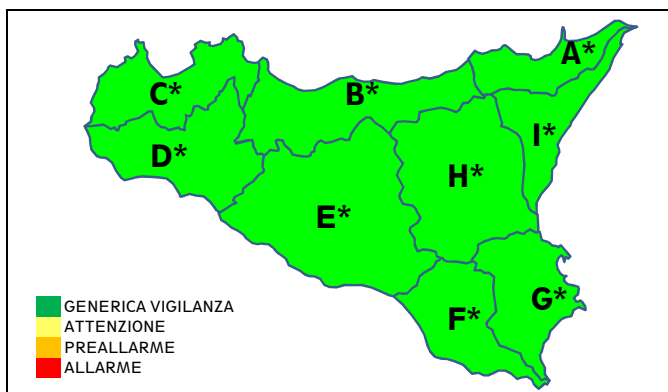 A*
C*
B*
I*
D*
H*
E*
G*
F*
GENERICA VIGILANZA
ATTENZIONE
PREALLARME
ALLARME